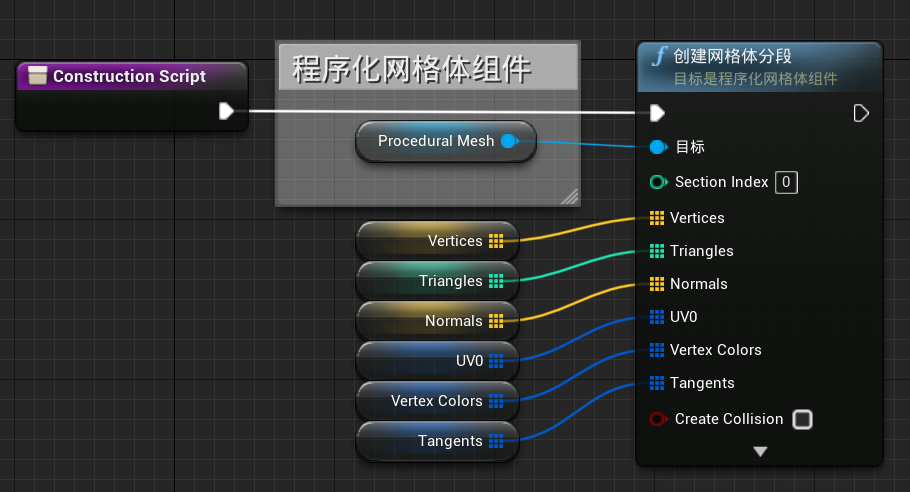 Construction Script
程序化网格体组件
Procedural Mesh
Vertices
Triangles
Normals
UV0
Vertex Colors
Tangents
f 创建网格体分段
目标是程序化网格体组件
目标
Section Index 0
Vertices
Triangles
Normals
UV0
Vertex Colors
Tangents
Create Collision